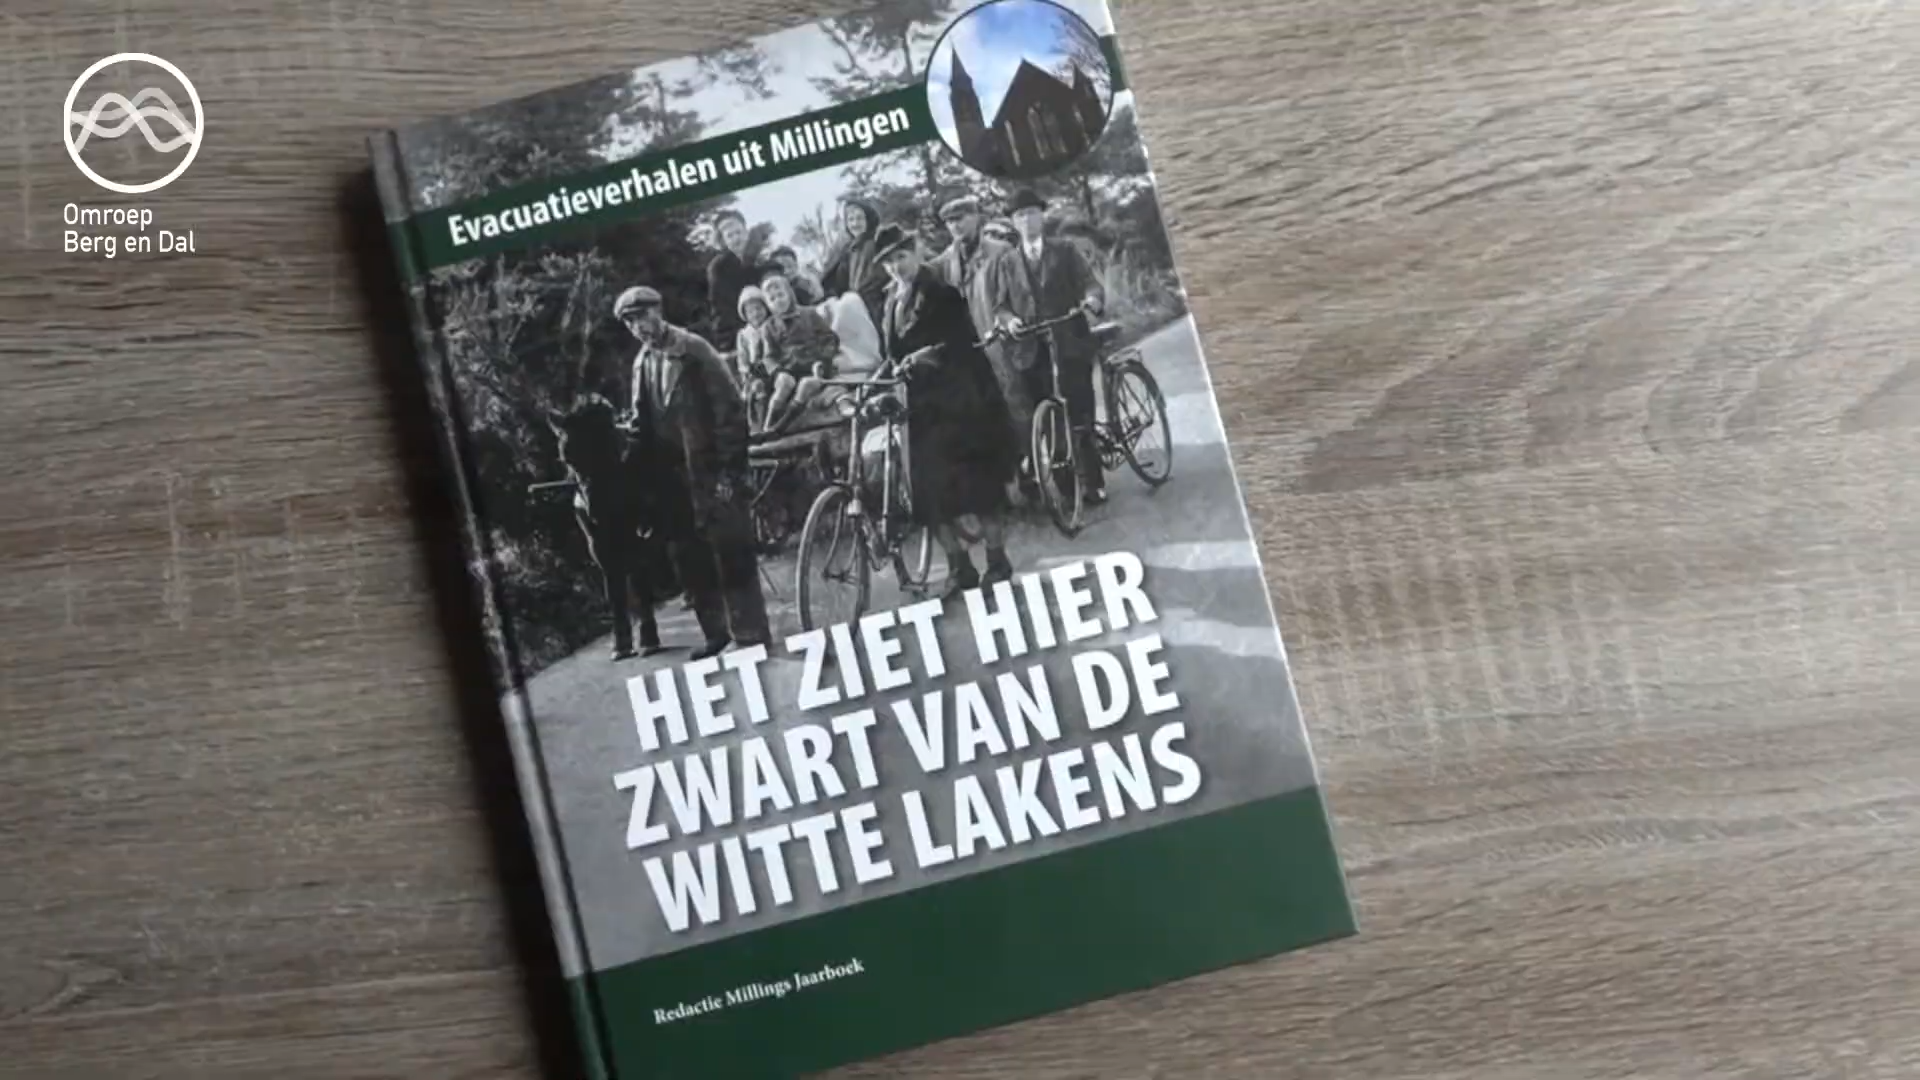 Omroep
Berg en Dal
Evacuatieverhalen uit Millingen
HET ZIET HIER
ZWART VAN DE
WITTE LAKENS
Redactie Millings Jaarboek